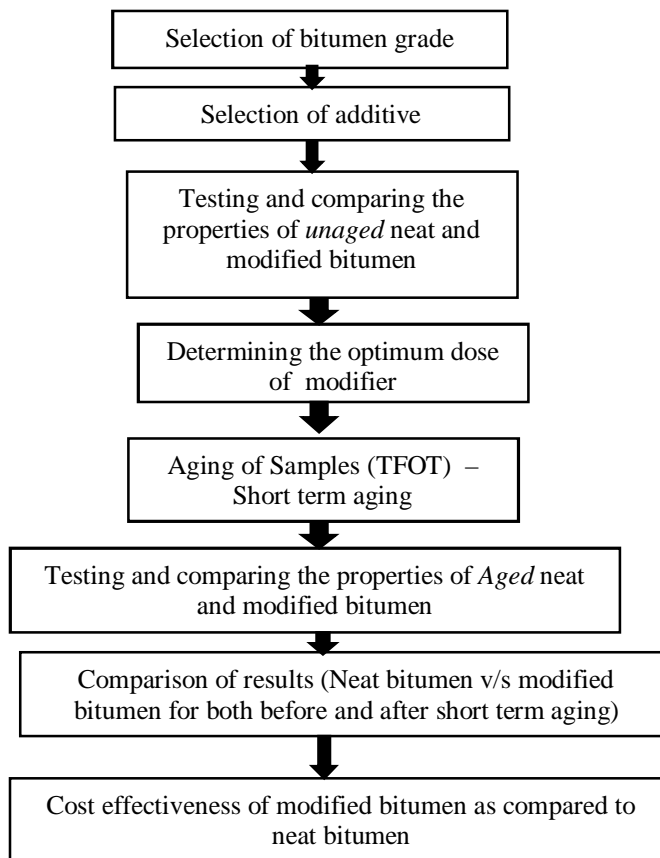 Selection of bitumen grade
Selection of additive
Testing and comparing the
properties of unaged neat and
modified bitumen
Determining the optimum dose
of modifier
Aging of Samples (TFOT) –
Short term aging
Testing and comparing the properties of Aged neat
and modified bitumen
Comparison of results (Neat bitumen v/s modified
bitumen for both before and after short term aging)
Cost effectiveness of modified bitumen as compared to
neat bitumen